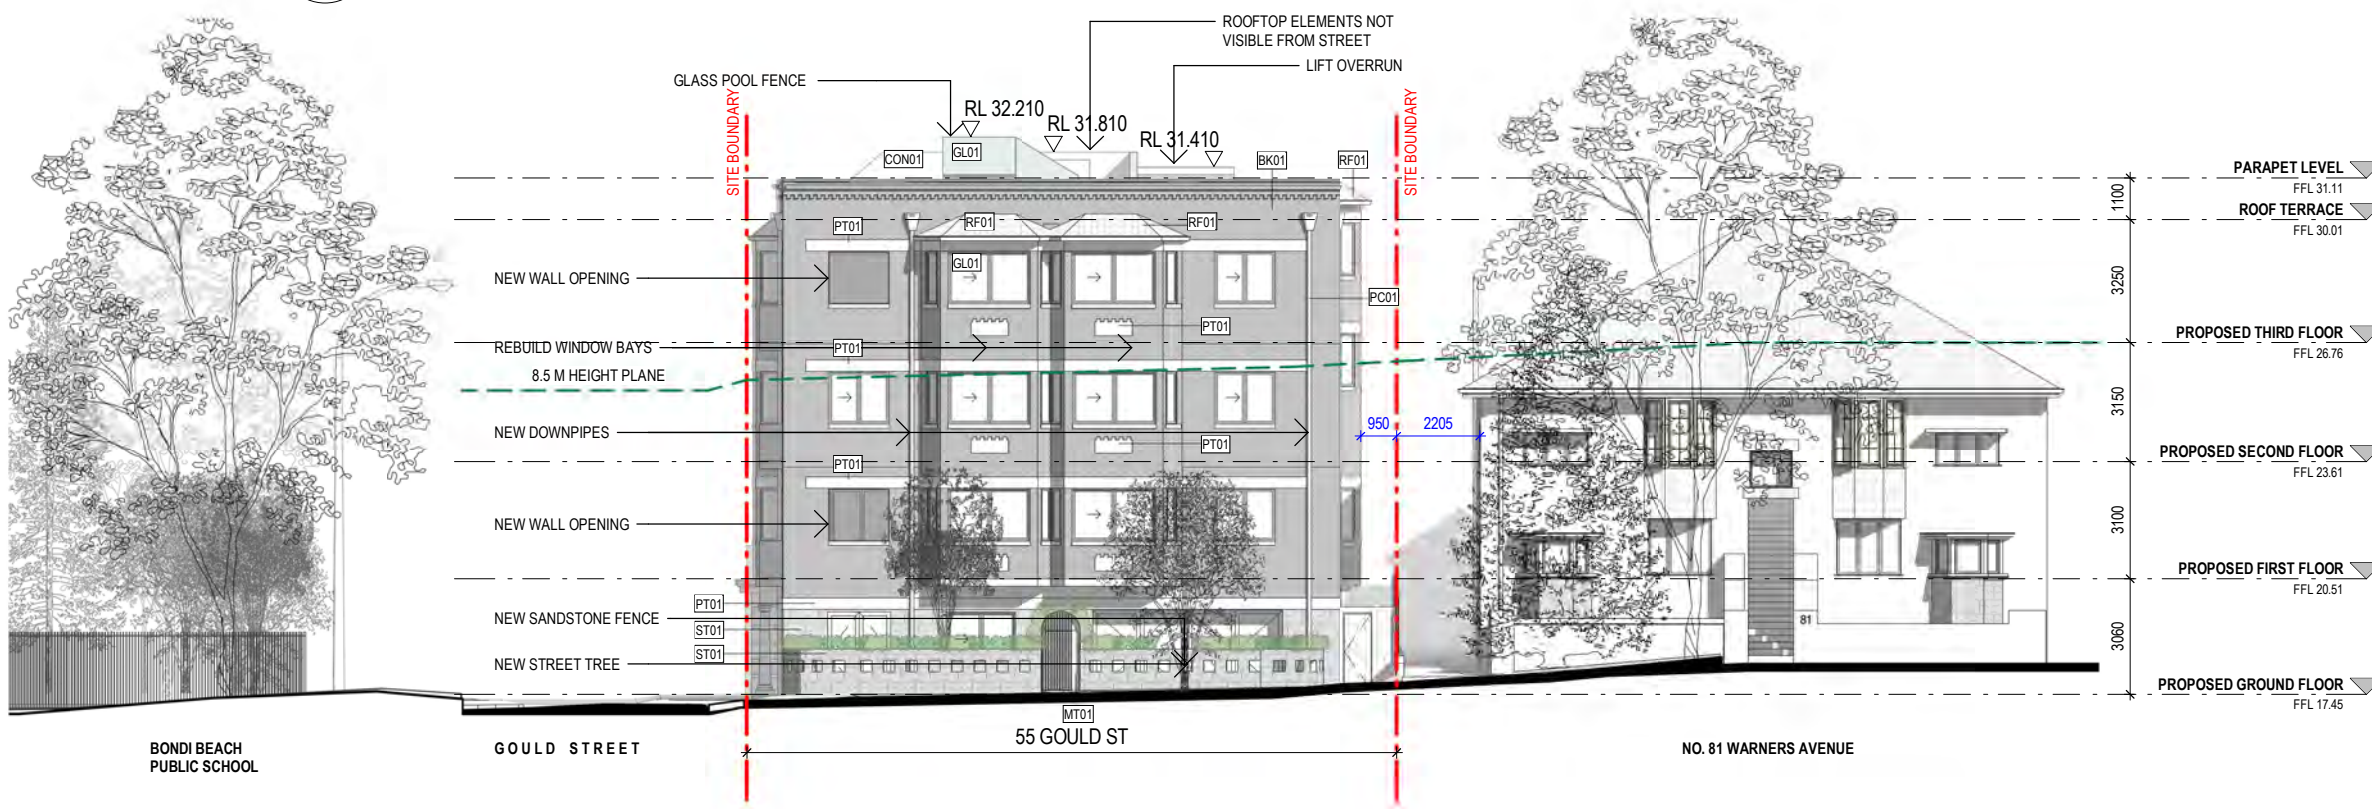 ROOFTOP ELEMENTS NOT
VISIBLE FROM STREET
LIFT OVERRUN
GLASS POOL FENCE
SITE BOUNDARY
SITE BOUNDARY
RL 32.210
RL 31.810
RL 31.410
CON01
GL01
BK01
RF01
PARAPET LEVEL
FFL 31.11
1100
ROOF TERRACE
FFL 30.01
PT01
RF01
RF01
GL01
NEW WALL OPENING
3250
PC01
PT01
PROPOSED THIRD FLOOR
FFL 26.76
REBUILD WINDOW BAYS
PT01
8.5 M HEIGHT PLANE
3150
950
2205
NEW DOWNPIPES
PT01
PROPOSED SECOND FLOOR
FFL 23.61
PT01
3100
NEW WALL OPENING
PROPOSED FIRST FLOOR
FFL 20.51
PT01
NEW SANDSTONE FENCE
81
ST01
3060
ST01
NEW STREET TREE
PROPOSED GROUND FLOOR
FFL 17.45
MT01
55 GOULD ST
BONDI BEACH
PUBLIC SCHOOL
GOULD STREET
NO. 81 WARNERS AVENUE